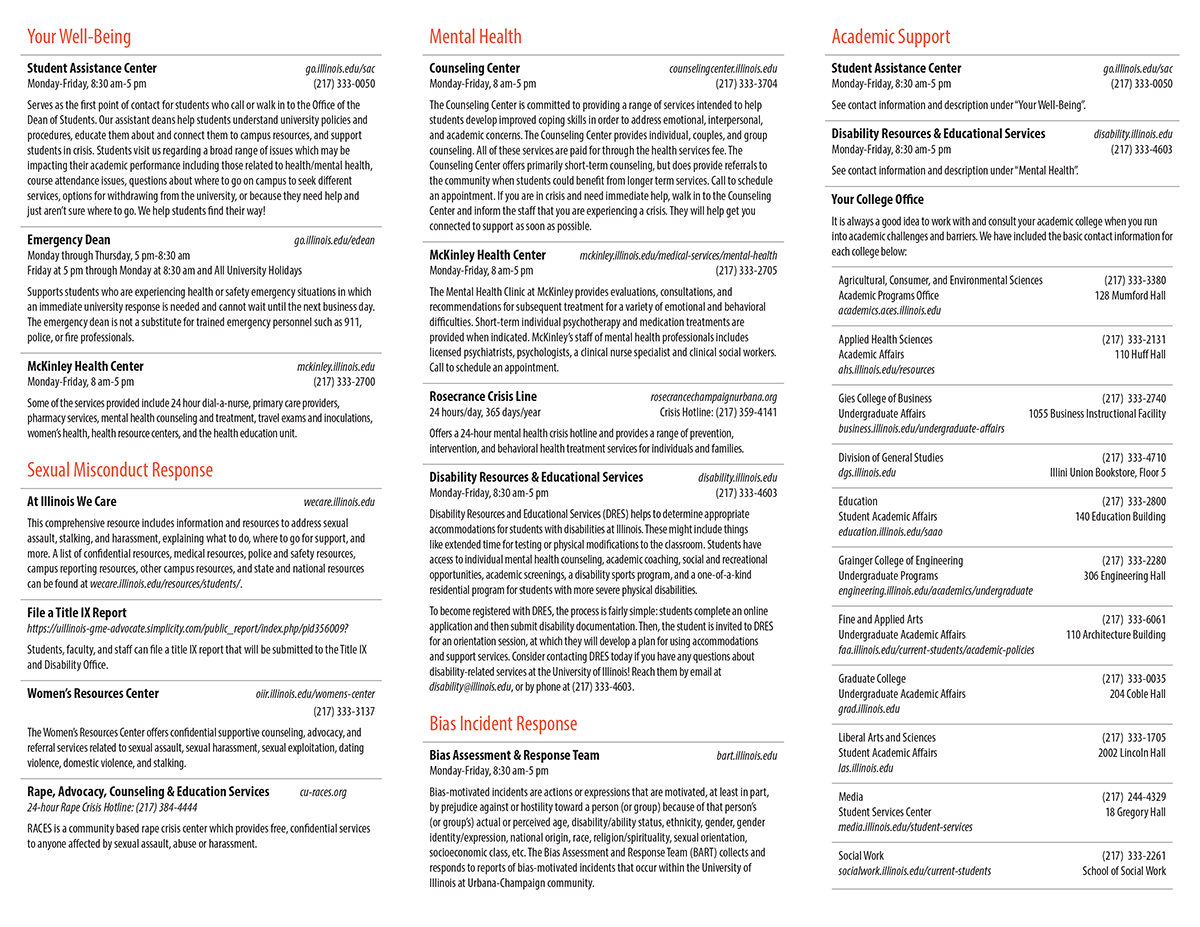 Your Well-Being
Student Assistance Center go.illinois.edu/sac
Monday-Friday, 8:30 am-5 pm (217) 333-0050
Serves as the first point of contact for students who call or walk in to the Office of the
Dean of Students. Our assistant deans help students understand university policies and
procedures, educate them about and connect them to campus resources, and support
students in crisis. Students visit us regarding a broad range of issues which may be
impacting their academic performance including those related to health/mental health,
course attendance issues, questions about where to go on campus to seek different
services, options for withdrawing from the university, or because they need help and
just aren't sure where to go. We help students find their way!
Emergency Dean go.illinois.edu/edean
Monday through Thursday, 5 pm-8:30 am
Friday at 5 pm through Monday at 8:30 am and All University Holidays
Supports students who are experiencing health or safety emergency situations in which
an immediate university response is needed and cannot wait until the next business day.
The emergency dean is not a substitute for trained emergency personnel such as 911,
police, or fire professionals.
McKinley Health Center mckinley.illinois.edu
Monday-Friday, 8 am-5 pm (217) 333-2700
Some of the services provided include 24 hour dial-a-nurse, primary care providers,
pharmacy services, mental health counseling and treatment, travel exams and inoculations,
women's health, health resource centers, and the health education unit.
Sexual Misconduct Response
At Illinois We Care wecare.illinois.edu
This comprehensive resource includes information and resources to address sexual
assault, stalking, and harassment, explaining what to do, where to go for support, and
more. A list of confidential resources, medical resources, police and safety resources,
campus reporting resources, other campus resources, and state and national resources
can be found at wecare.illinois.edu/resources/students/.
File a Title IX Report
https://uillinois-gme-advocate.simplicity.com/public_report/index.php/pid356009?
Students, faculty, and staff can file a title IX report that will be submitted to the Title IX
and Disability Office.
Women's Resources Center oiir.illinois.edu/womens-center
(217) 333-3137
The Women's Resources Center offers confidential supportive counseling, advocacy, and
referral services related to sexual assault, sexual harassment, sexual exploitation, dating
violence, domestic violence, and stalking.
Rape, Advocacy, Counseling & Education Services cu-races.org
24-hour Rape Crisis Hotline: (217) 384-4444
RACES is a community based rape crisis center which provides free, confidential services
to anyone affected by sexual assault, abuse or harassment.
Mental Health
Counseling Center counselingcenter.illinois.edu
Monday-Friday, 8 am-5 pm (217) 333-3704
The Counseling Center is committed to providing a range of services intended to help
students develop improved coping skills in order to address emotional, interpersonal,
and academic concerns. The Counseling Center provides individual, couples, and group
counseling. All of these services are paid for through the health services fee. The
Counseling Center offers primarily short-term counseling, but does provide referrals to
the community when students could benefit from longer term services. Call to schedule
an appointment. If you are in crisis and need immediate help, walk in to the Counseling
Center and inform the staff that you are experiencing a crisis. They will help get you
connected to support as soon as possible.
McKinley Health Center mckinley.illinois.edu/medical-services/mental-health
Monday-Friday, 8 am-5 pm (217) 333-2705
The Mental Health Clinic at McKinley provides evaluations, consultations, and
recommendations for subsequent treatment for a variety of emotional and behavioral
difficulties. Short-term individual psychotherapy and medication treatments are
provided when indicated. McKinley's staff of mental health professionals includes
licensed psychiatrists, psychologists, a clinical nurse specialist and clinical social workers.
Call to schedule an appointment.
Rosecrance Crisis Line rosecrancechampaignurbana.org
24 hours/day, 365 days/year Crisis Hotline: (217) 359-4141
Offers a 24-hour mental health crisis hotline and provides a range of prevention,
intervention, and behavioral health treatment services for individuals and families.
Disability Resources & Educational Services disability.illinois.edu
Monday-Friday, 8:30 am-5 pm (217) 333-4603
Disability Resources and Educational Services (DRES) helps to determine appropriate
accommodations for students with disabilities at Illinois. These might include things
like extended time for testing or physical modifications to the classroom. Students have
access to individual mental health counseling, academic coaching, social and recreational
opportunities, academic screenings, a disability sports program, and a one-of-a-kind
residential program for students with more severe physical disabilities.
To become registered with DRES, the process is fairly simple: students complete an online
application and then submit disability documentation. Then, the student is invited to DRES
for an orientation session, at which they will develop a plan for using accommodations
and support services. Consider contacting DRES today if you have any questions about
disability-related services at the University of Illinois! Reach them by email at
disability@illinois.edu, or by phone at (217) 333-4603.
Bias Incident Response
Bias Assessment & Response Team bart.illinois.edu
Monday-Friday, 8:30 am-5 pm
Bias-motivated incidents are actions or expressions that are motivated, at least in part,
by prejudice against or hostility toward a person (or group) because of that person's
(or group's) actual or perceived age, disability/ability status, ethnicity, gender, gender
identity/expression, national origin, race, religion/spirituality, sexual orientation,
socioeconomic class, etc. The Bias Assessment and Response Team (BART) collects and
responds to reports of bias-motivated incidents that occur within the University of
Illinois at Urbana-Champaign community.
Academic Support
Student Assistance Center go.illinois.edu/sac
Monday-Friday, 8:30 am-5 pm (217) 333-0050
See contact information and description under "Your Well-Being".
Disability Resources & Educational Services disability.illinois.edu
Monday-Friday, 8:30 am-5 pm (217) 333-4603
See contact information and description under "Mental Health".
Your College Office
It is always a good idea to work with and consult your academic college when you run
into academic challenges and barriers. We have included the basic contact information for
each college below:
Agricultural, Consumer, and Environmental Sciences (217) 333-3380
Academic Programs Office 128 Mumford Hall
academics.aces.illinois.edu
Applied Health Sciences (217) 333-2131
Academic Affairs 110 Huff Hall
ahs.illinois.edu/resources
Gies College of Business (217) 333-2740
Undergraduate Affairs 1055 Business Instructional Facility
business.illinois.edu/undergraduate-affairs
Division of General Studies (217) 333-4710
dgs.illinois.edu Illini Union Bookstore, Floor 5
Education (217) 333-2800
Student Academic Affairs 140 Education Building
education.illinois.edu/saao
Grainger College of Engineering (217) 333-2280
Undergraduate Programs 306 Engineering Hall
engineering.illinois.edu/academics/undergraduate
Fine and Applied Arts (217) 333-6061
Undergraduate Academic Affairs 110 Architecture Building
faa.illinois.edu/current-students/academic-policies
Graduate College (217) 333-0035
Undergraduate Academic Affairs 204 Coble Hall
grad.illinois.edu
Liberal Arts and Sciences (217) 333-1705
Student Academic Affairs 2002 Lincoln Hall
las.illinois.edu
Media (217) 244-4329
Student Services Center 18 Gregory Hall
media.illinois.edu/student-services
Social Work (217) 333-2261
socialwork.illinois.edu/current-students School of Social Work